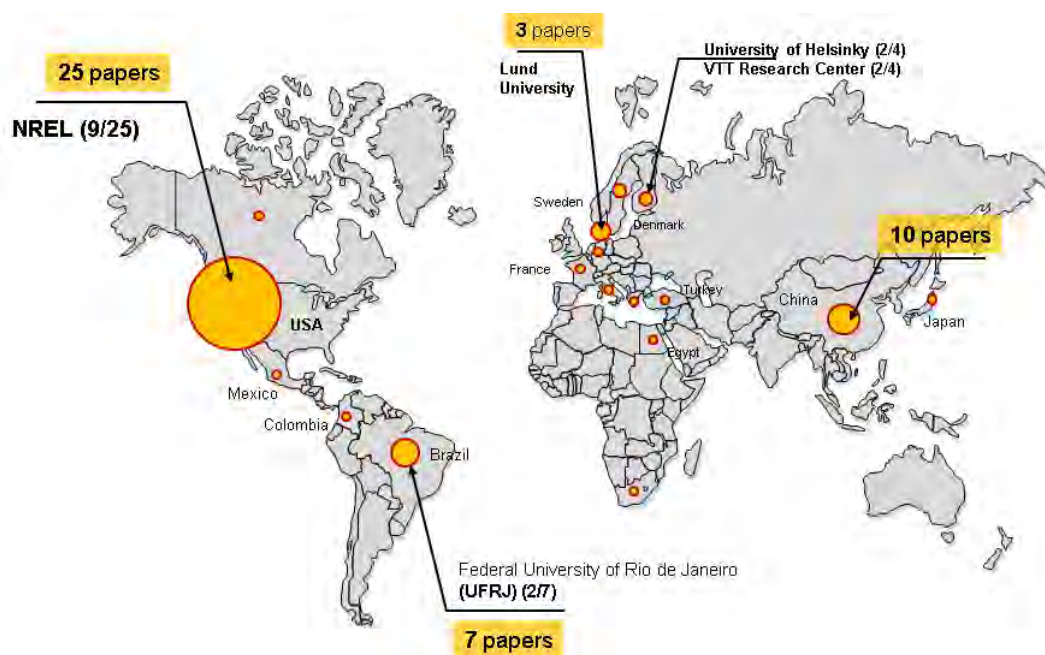 3 papers
University of Helsinky (2/4)
VTT Research Center (2/4)
25 papers
Lund
University
NREL (9/25)
Sweden
Denmark
10 papers
France
Turkey
China
USA
Japan
Egypt
Mexico
Colombia
Brazil
Federal University of Rio de Janeiro
(UFRJ) (2/7)
7 papers